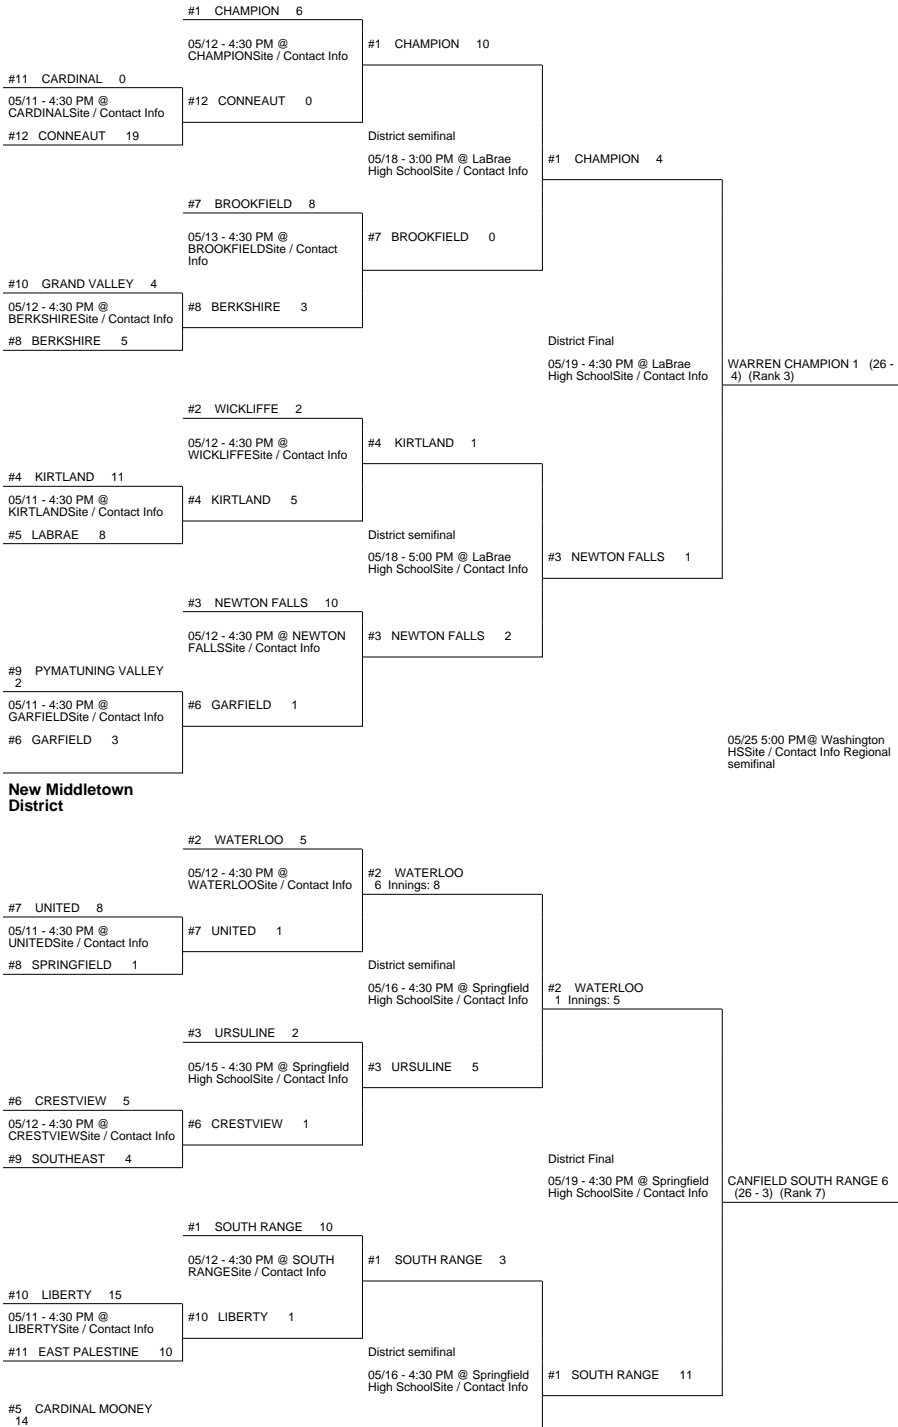 #1 CHAMPION 6
05/12 - 4:30 PM @
CHAMPIONSite / Contact Info
#1 CHAMPION 10
#11 CARDINAL 0
05/11 - 4:30 PM @
CARDINALSite / Contact Info
#12 CONNEAUT 0
#12 CONNEAUT 19
District semifinal
05/18 - 3:00 PM @ LaBrae
High SchoolSite / Contact Info
#1 CHAMPION 4
#7 BROOKFIELD 8
05/13 - 4:30 PM @
BROOKFIELDSite / Contact
Info
#7 BROOKFIELD 0
#10 GRAND VALLEY 4
05/12 - 4:30 PM @
BERKSHIRESite / Contact Info
#8 BERKSHIRE 3
#8 BERKSHIRE 5
District Final
05/19 - 4:30 PM @ LaBrae
High SchoolSite / Contact Info
WARREN CHAMPION 1 (26 -
4) (Rank 3)
#2 WICKLIFFE 2
05/12 - 4:30 PM @
WICKLIFFESite / Contact Info
#4 KIRTLAND 1
#4 KIRTLAND 11
05/11 - 4:30 PM @
KIRTLANDSite / Contact Info
#4 KIRTLAND 5
#5 LABRAE 8
District semifinal
05/18 - 5:00 PM @ LaBrae
High SchoolSite / Contact Info
#3 NEWTON FALLS 1
#3 NEWTON FALLS 10
05/12 - 4:30 PM @ NEWTON
FALLSSite / Contact Info
#3 NEWTON FALLS 2
#9 PYMATUNING VALLEY
2
05/11 - 4:30 PM @
GARFIELDSite / Contact Info
#6 GARFIELD 1
#6 GARFIELD 3
05/25 5:00 PM@ Washington
HSSite / Contact Info Regional
semifinal
New Middletown
District
#2 WATERLOO 5
05/12 - 4:30 PM @
WATERLOOSite / Contact Info
#2 WATERLOO
6 Innings: 8
#7 UNITED 8
05/11 - 4:30 PM @
UNITEDSite / Contact Info
#7 UNITED 1
#8 SPRINGFIELD 1
District semifinal
05/16 - 4:30 PM @ Springfield
High SchoolSite / Contact Info
#2 WATERLOO
1 Innings: 5
#3 URSULINE 2
05/15 - 4:30 PM @ Springfield
High SchoolSite / Contact Info
#3 URSULINE 5
#6 CRESTVIEW 5
05/12 - 4:30 PM @
CRESTVIEWSite / Contact Info
#6 CRESTVIEW 1
#9 SOUTHEAST 4
District Final
05/19 - 4:30 PM @ Springfield
High SchoolSite / Contact Info
CANFIELD SOUTH RANGE 6
(26 - 3) (Rank 7)
#1 SOUTH RANGE 10
05/12 - 4:30 PM @ SOUTH
RANGESite / Contact Info
#1 SOUTH RANGE 3
#10 LIBERTY 15
05/11 - 4:30 PM @
LIBERTYSite / Contact Info
#10 LIBERTY 1
#11 EAST PALESTINE 10
District semifinal
05/16 - 4:30 PM @ Springfield
High SchoolSite / Contact Info
#1 SOUTH RANGE 11
#5 CARDINAL MOONEY
14